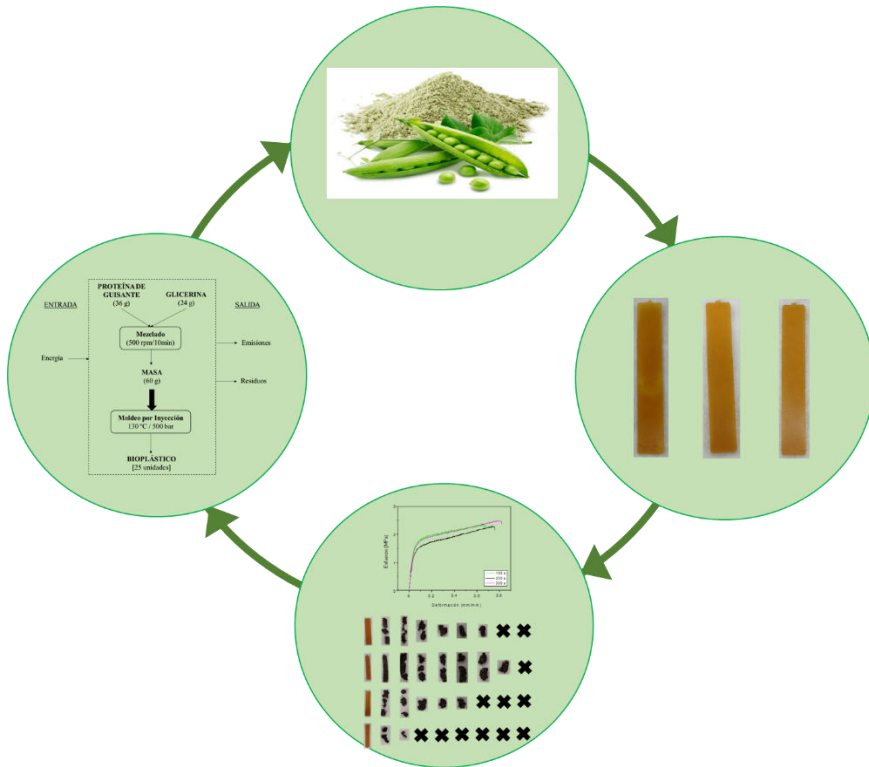 PROTEÍNA DE
GUISANTE
(36 g)
GLICERINA
(24 g)
ENTRADA
SALIDA
Mezclado
(500 rpm/10min)
Energía
Emisiones
MASA
(60 g)
Residuos
Moldeo por Inyección
130 ºC / 500 bar
BIOPLÁSTICO
[25 unidades]
Esfuerzo (MPa)
Deformación (mm/mm)